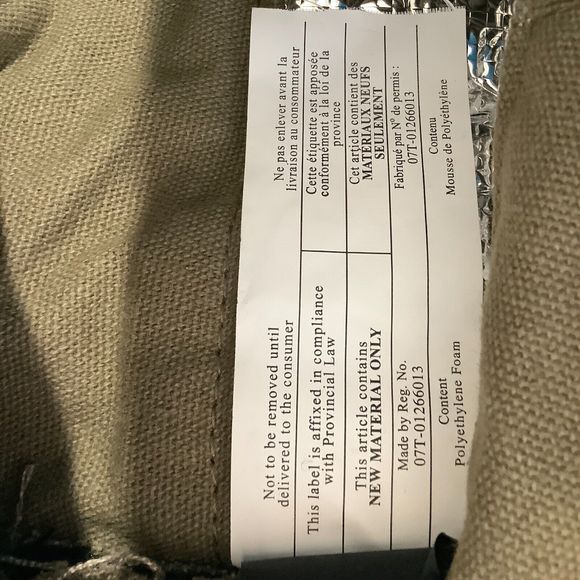 Not to be removed until
delivered to the consumer
This label is affixed in compliance
with Provincial Law
This article contains
NEW MATERIAL ONLY
Made by Reg. No.
07T-01266013
Content
Polyethylene Foam
Ne pas enlever avant la
livraison au consommateur
Cette étiquette est apposée
conformément à la loi de la
province
Cet article contient des
MATERIAUX NEUFS
SEULEMENT
Fabriqué par N° de permis :
07T-01266013
Contenu
Mousse de Polyéthylène